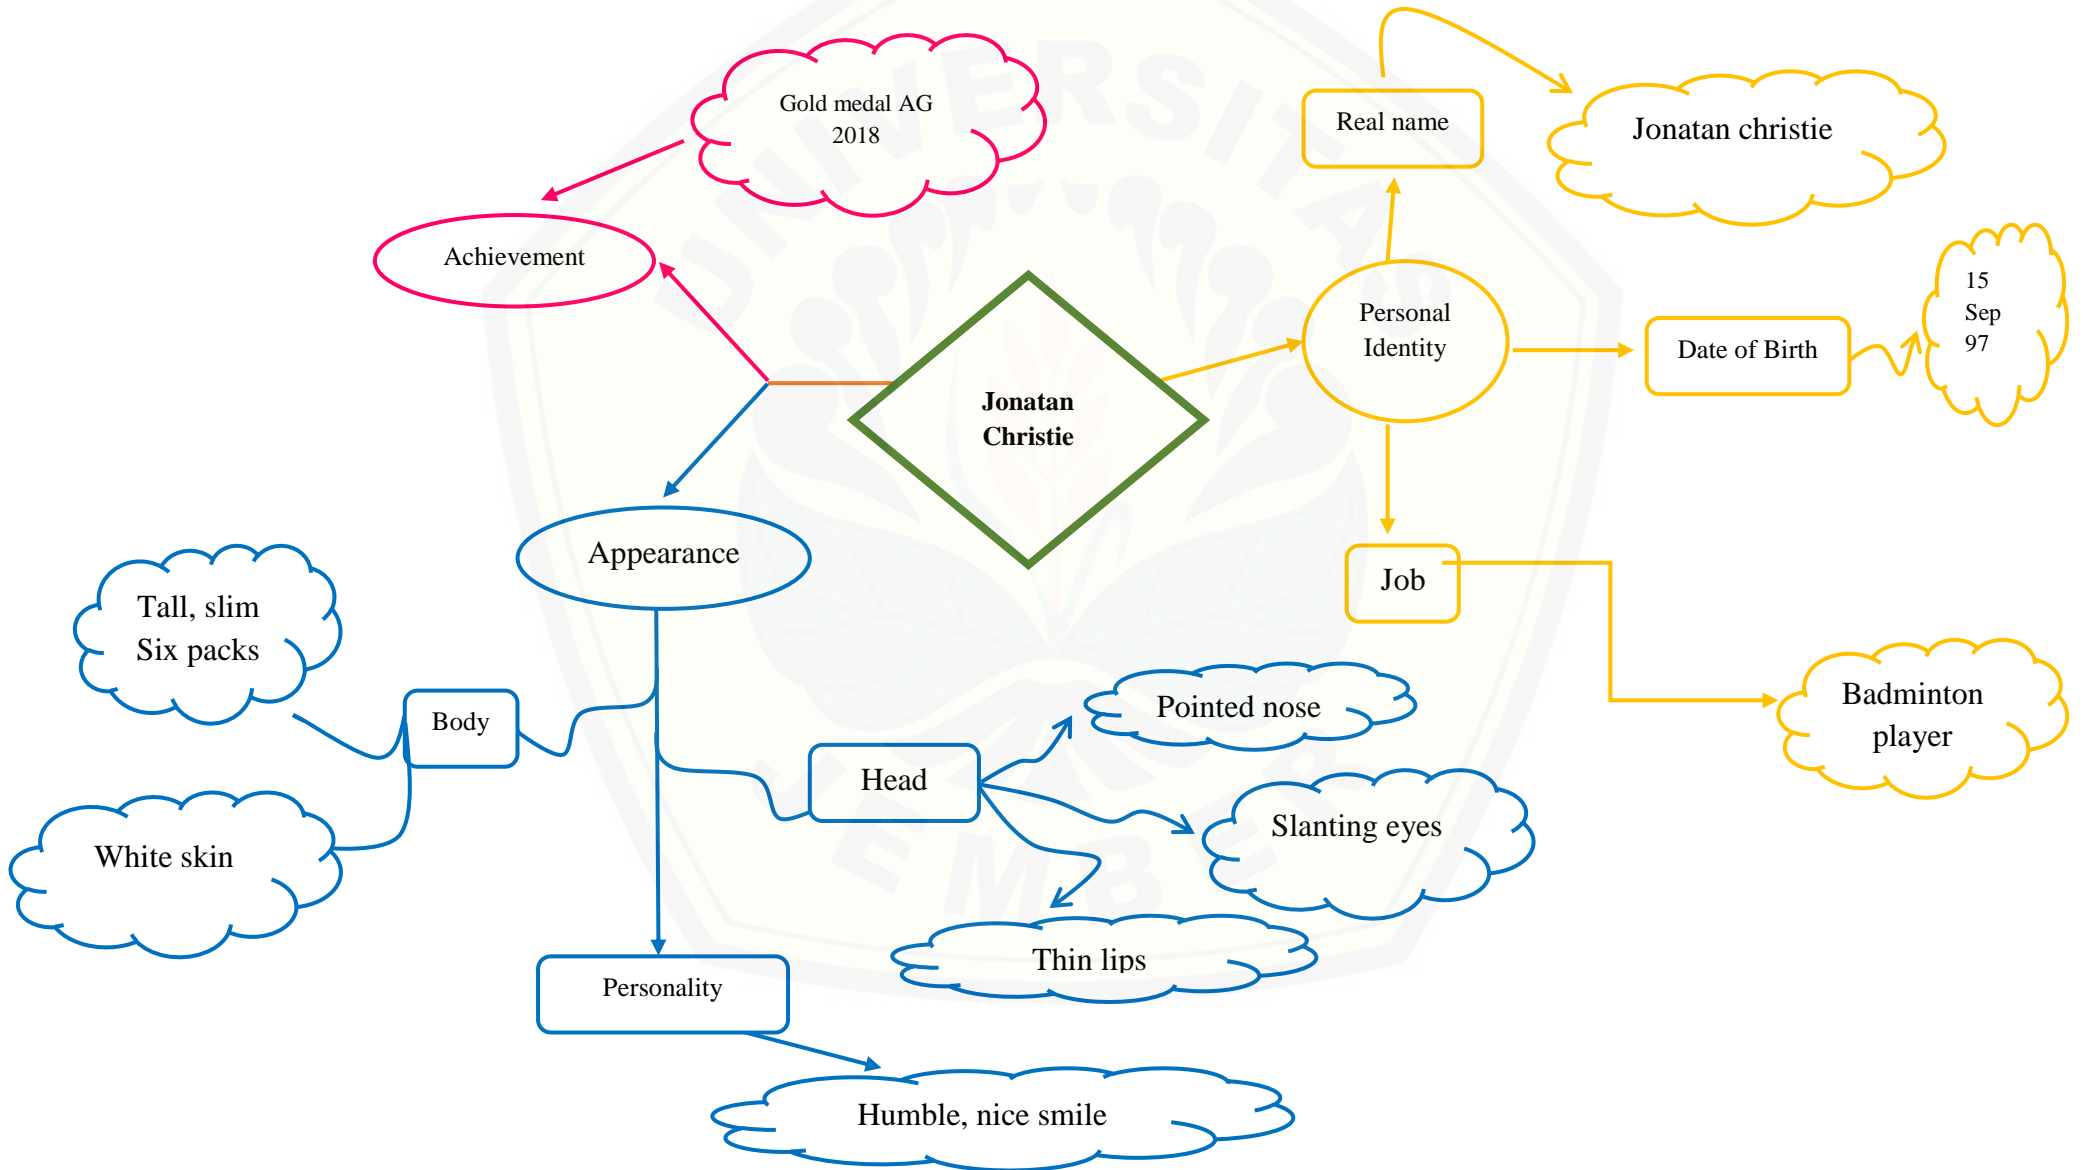 Gold medal AG
2018
Real name
Jonatan christie
Achievement
Personal
Identity
Date of Birth
15
Sep
97
Jonatan
Christie
Appearance
Job
Tall, slim
Six packs
Body
Pointed nose
Badminton
player
Head
Slanting eyes
White skin
Thin lips
Personality
Humble, nice smile
UNIVERSITAS
JEMBER